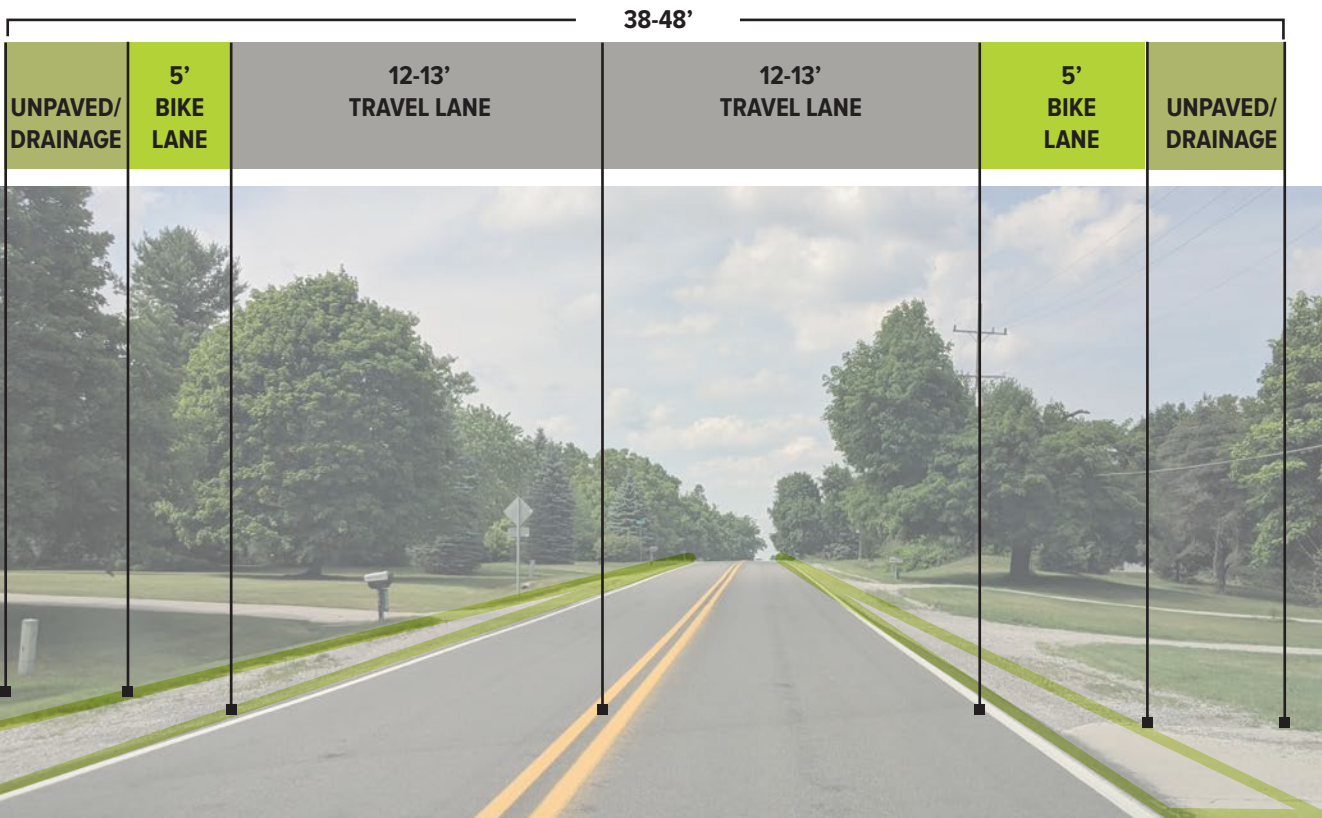 38-48’
UNPAVED/
DRAINAGE
5’
BIKE
LANE
12-13’
TRAVEL LANE
12-13’
TRAVEL LANE
5’
BIKE
LANE
UNPAVED/
DRAINAGE